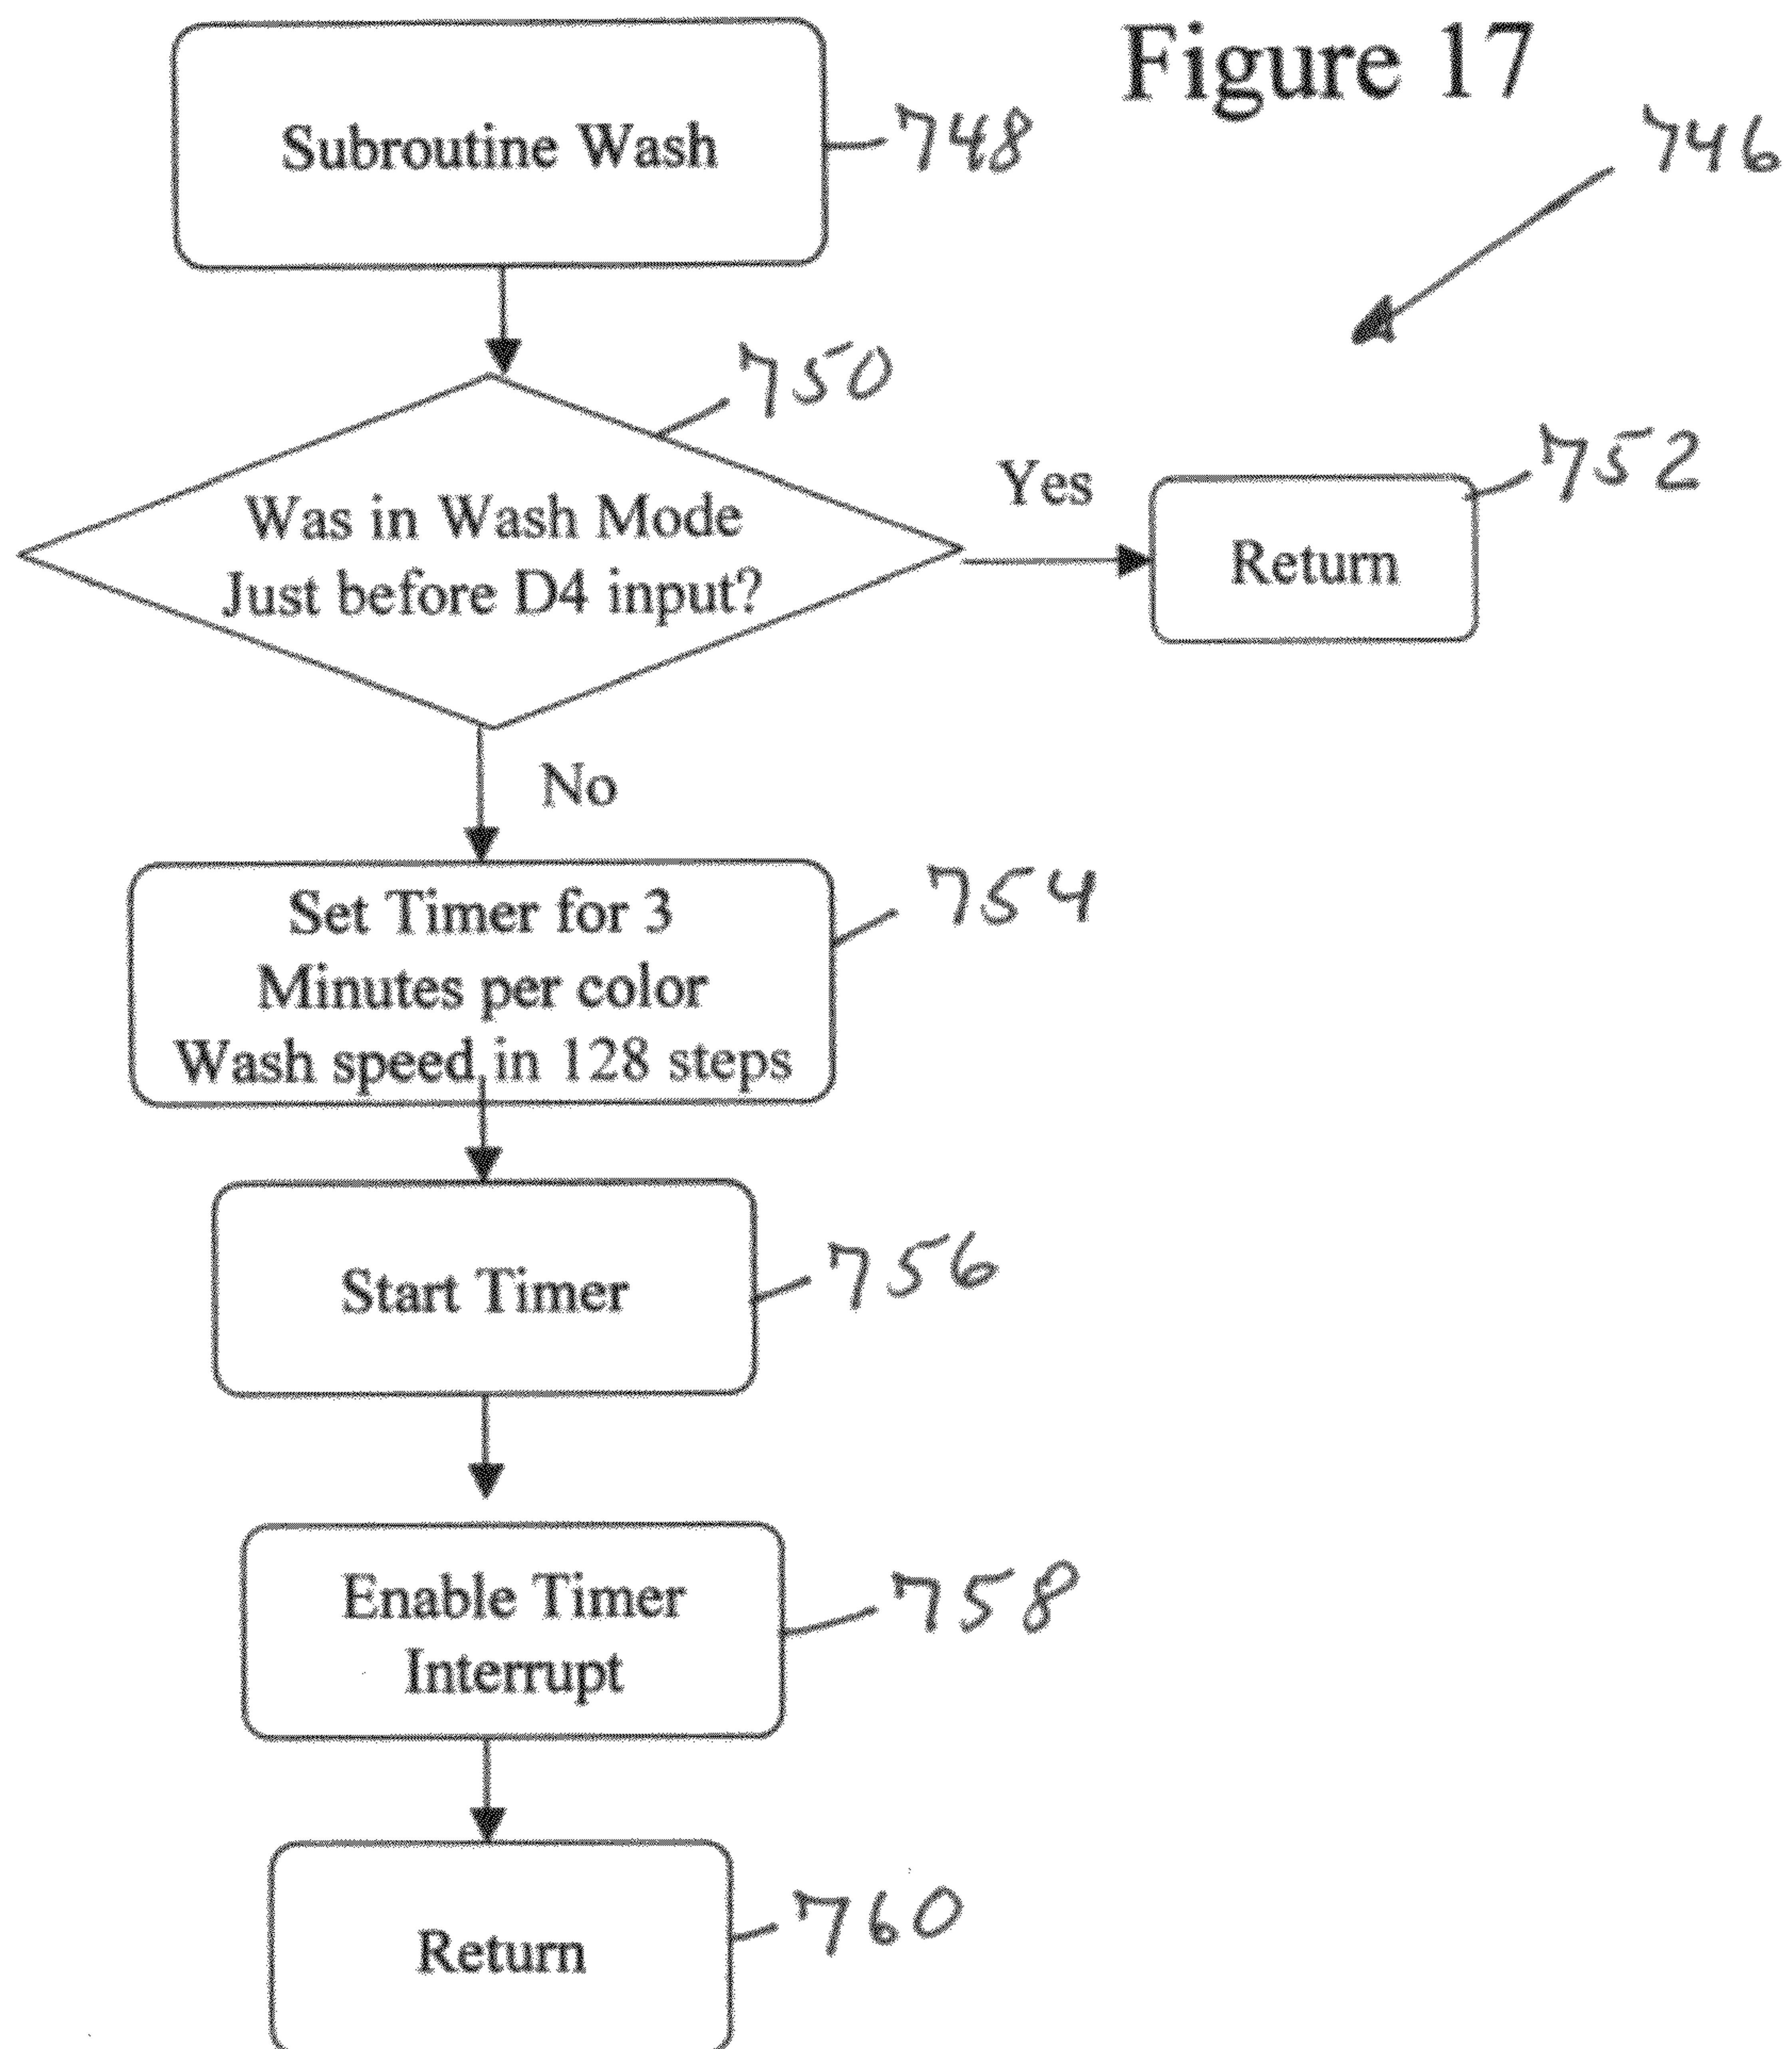 Figure 17
746
Subroutine Wash
748
750
Was in Wash Mode
Just before D4 input?
Yes
752
Return
No
754
Set Timer for 3
Minutes per color
Wash speed in 128 steps
Start Timer
756
Enable Timer
Interrupt
758
Return
760